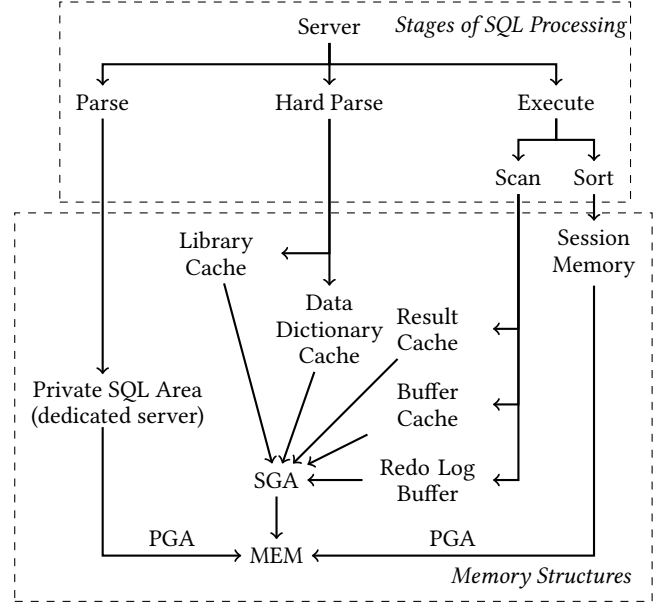 Server
Stages of SQL Processing
Parse
Hard Parse
Execute
Scan
Sort
Library
Cache
Session
Memory
Data
Dictionary
Cache
Result
Cache
Private SQL Area
(dedicated server)
Buffer
Cache
SGA
Redo Log
Buffer
PGA
MEM
PGA
Memory Structures